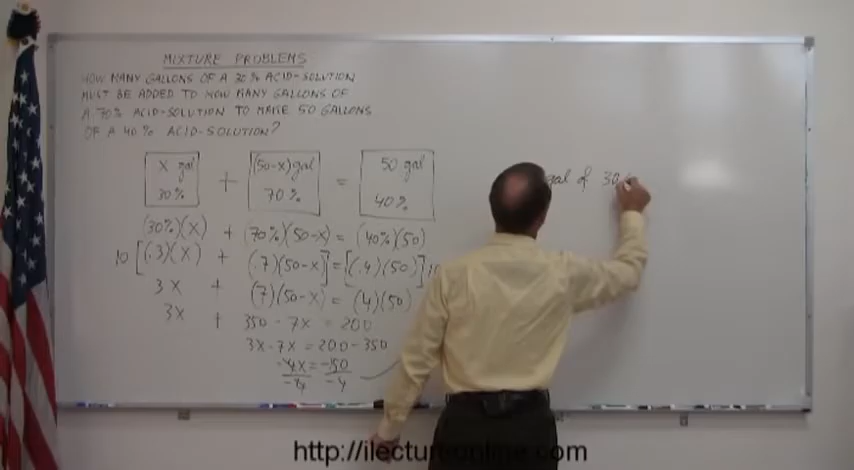 MIXTURE PROBLEMS
HOW MANY GALLONS OF A 30% ACID-SOLUTION
MUST BE ADDED TO HOW MANY GALLONS OF
A 70% ACID-SOLUTION TO MAKE 50 GALLONS
OF A 40% ACID-SOLUTION?
X gal
30%
+
(50-x)gal
70%
=
50 gal
40%
(30%)(X) + (70%)(50-X) = (40%)(50)
10[(.3)(X) + (.7)(50-X)] = [(.4)(50)]10
3X + (7)(50-X) = (4)(50)
3X + 350 - 7X = 200
3X - 7X = 200 - 350
-4X = -150
-4 -4
gal of 30
http://ilectureonline.com